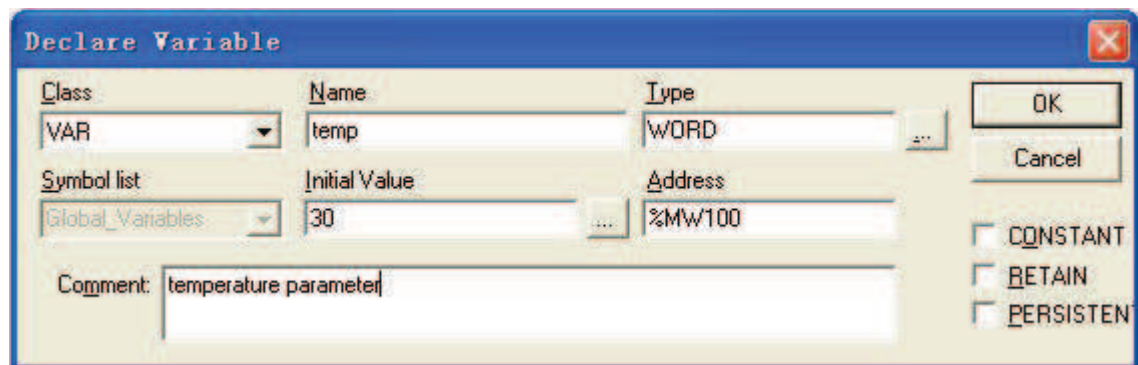 Declare Variable
Class Name Type
VAR temp WORD ... OK
Cancel
Symbol list Initial Value Address
Global_Variables 30 ... %MW100
CONSTANT
Comment: temperature parameter RETAIN
PERSISTEN